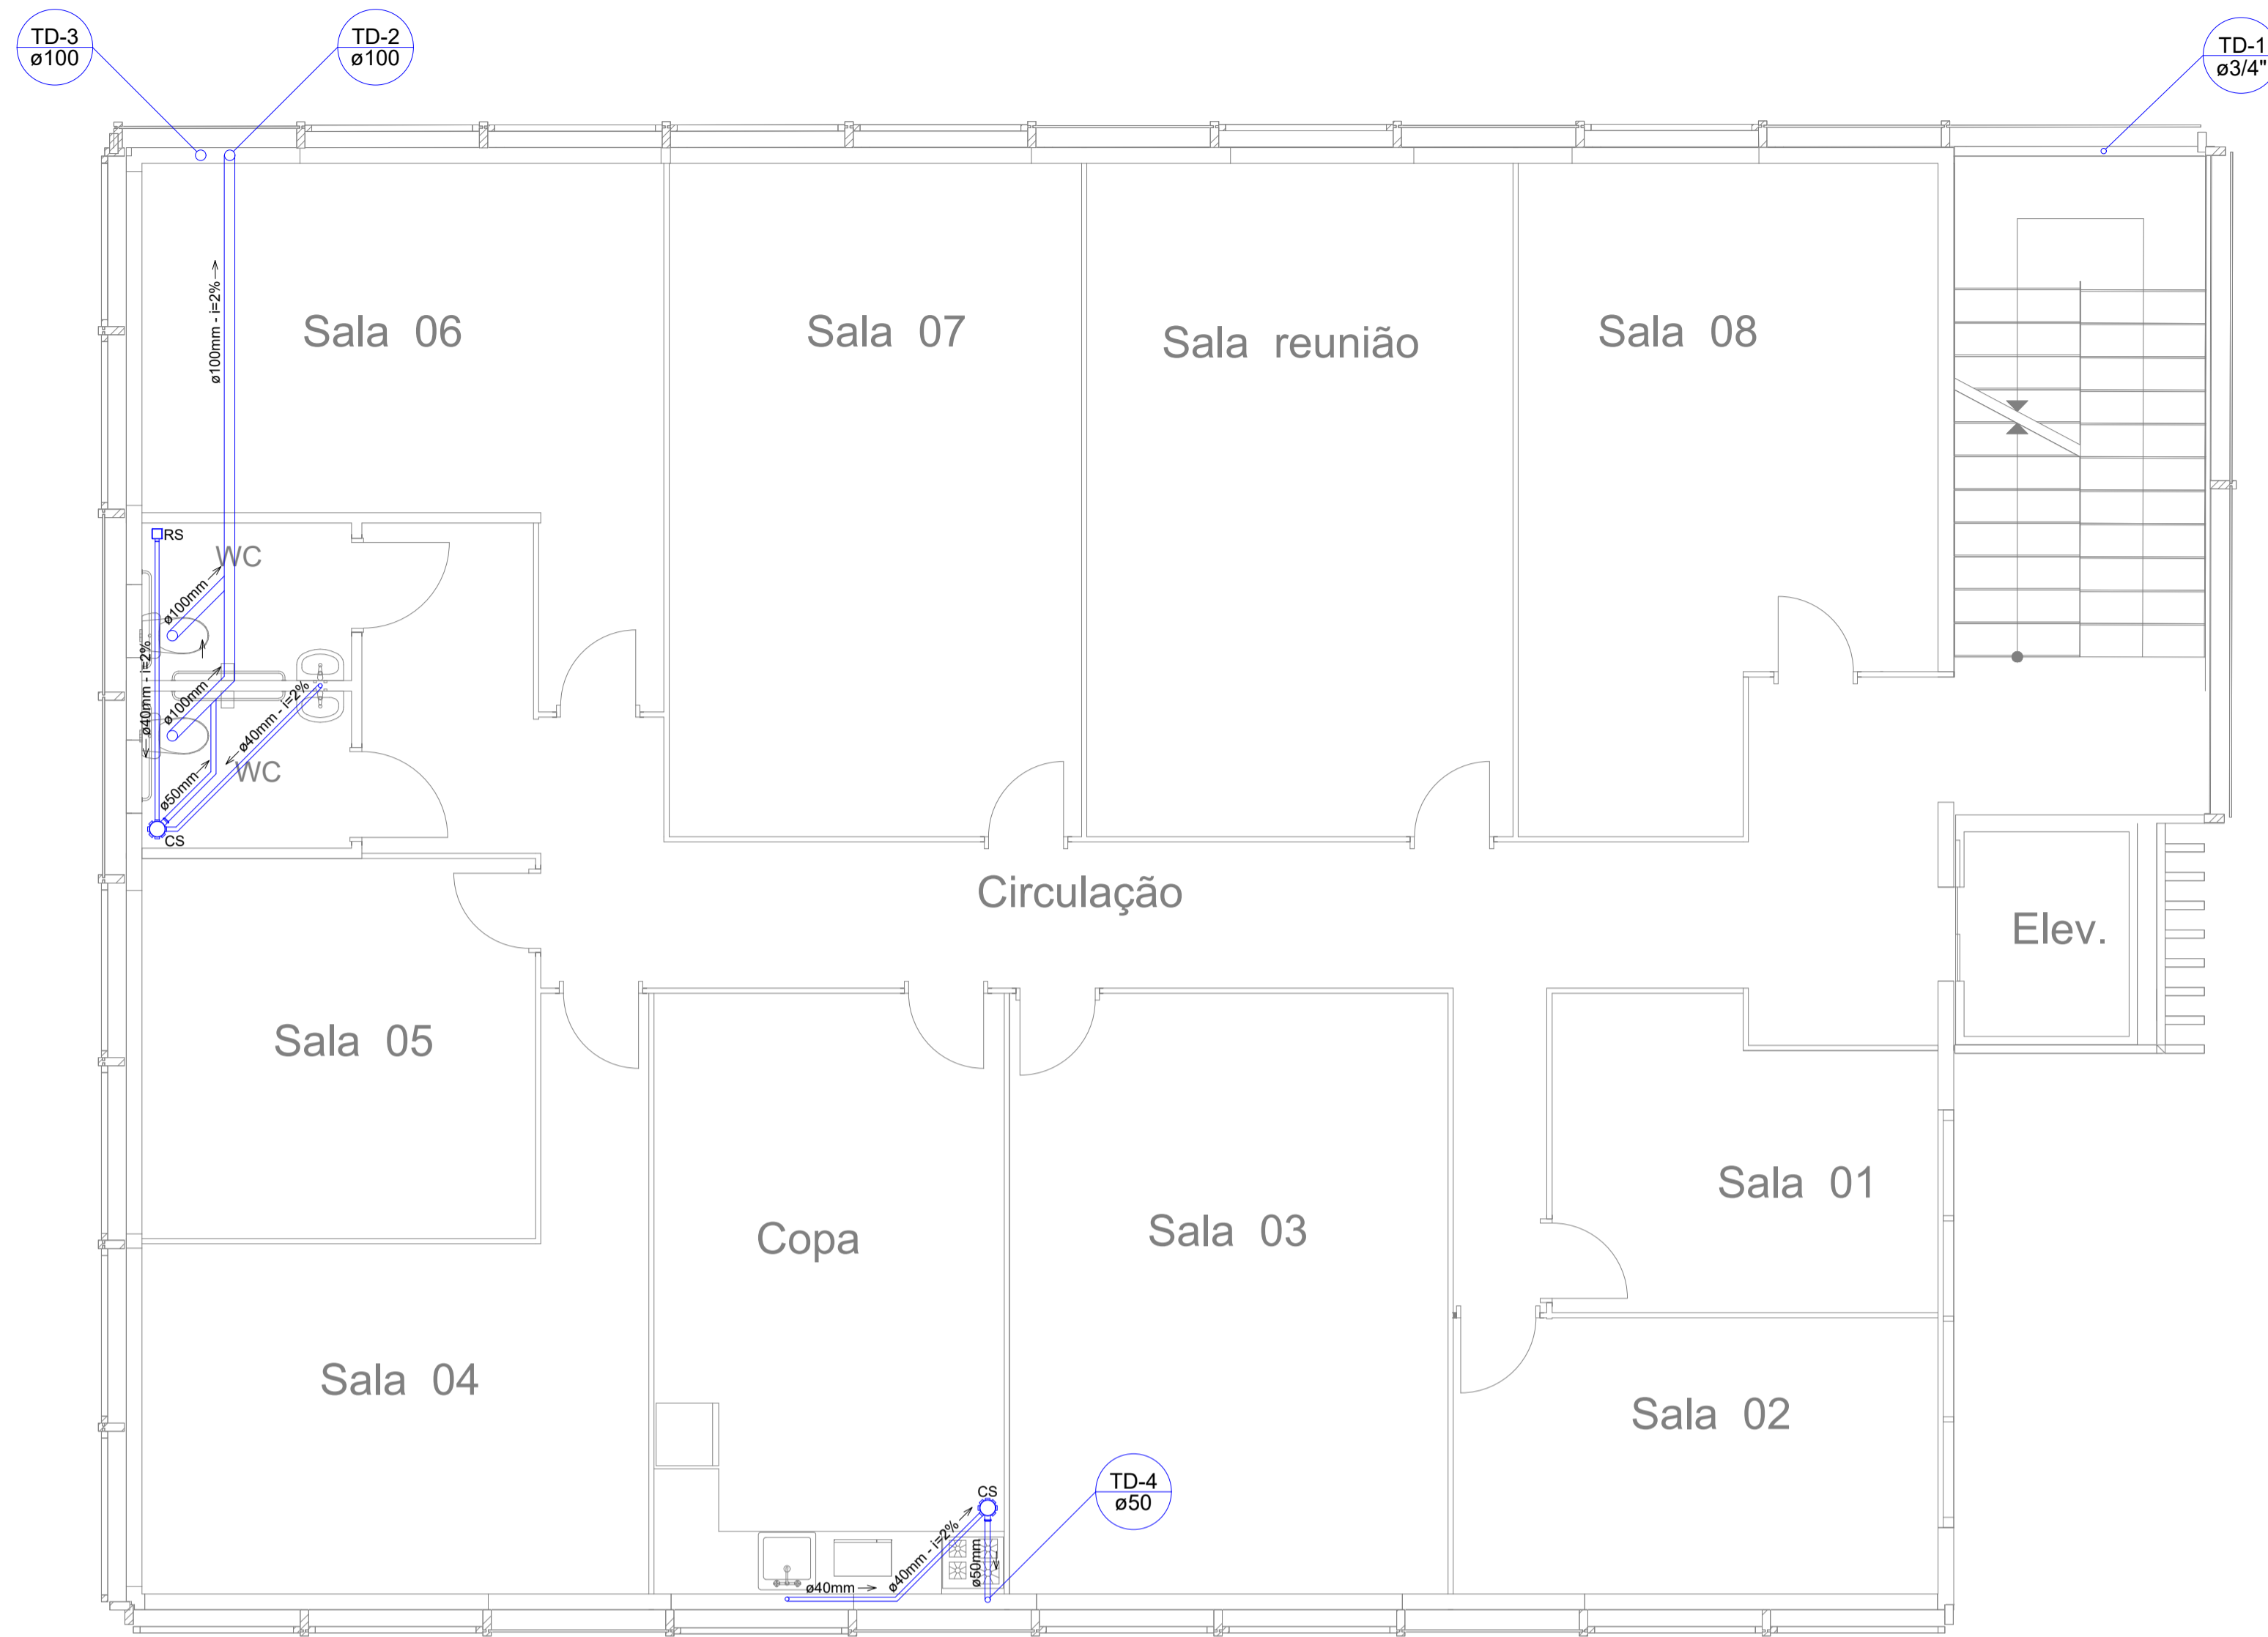 TD-3
ø100
TD-2
ø100
TD-1
ø3/4"
ø100mm - i=2%
Sala 06
Sala 07
Sala reunião
Sala 08
RS
WC
ø100mm
ø40mm - i=2%
ø100mm
ø40mm - i=2%
WC
ø50mm
CS
Circulação
Elev.
Sala 05
Sala 01
Copa
Sala 03
Sala 04
Sala 02
TD-4
ø50
CS
ø40mm - i=2%
ø50mm
ø40mm